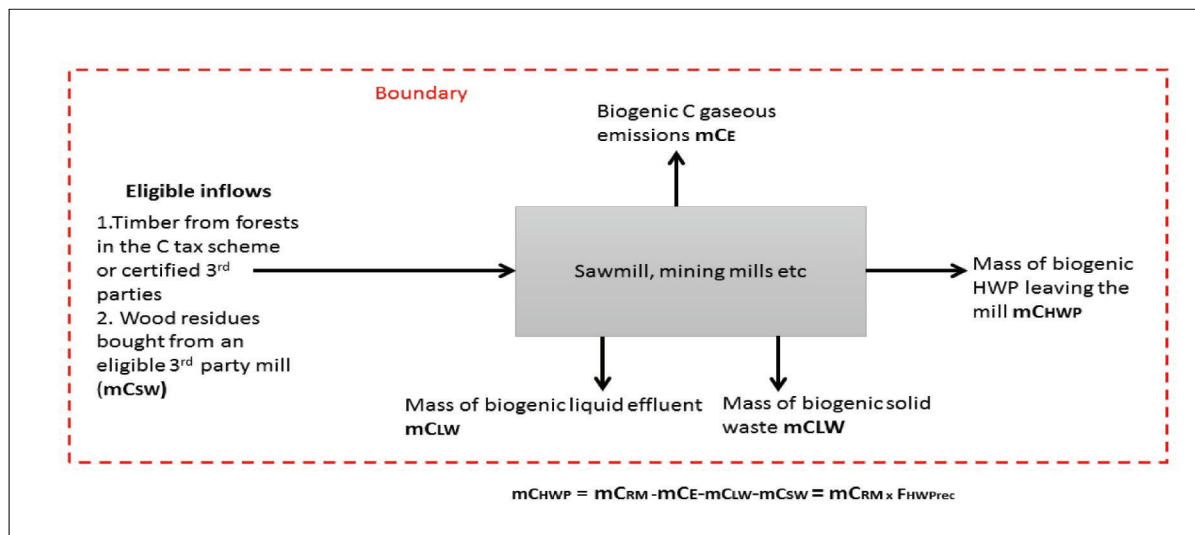 Boundary
Biogenic C gaseous
emissions mCE
Eligible inflows
1.Timber from forests
in the C tax scheme
or certified 3rd
parties
2. Wood residues
bought from an
eligible 3rd party mill
(mCSW)
Sawmill, mining mills etc
Mass of biogenic
HWP leaving the
mill mCHWP
Mass of biogenic liquid effluent
mCLW
Mass of biogenic solid
waste mCLW
mCHWP = mCRM -mCE-mCLW-mCSW = mCRM x FHWPrec